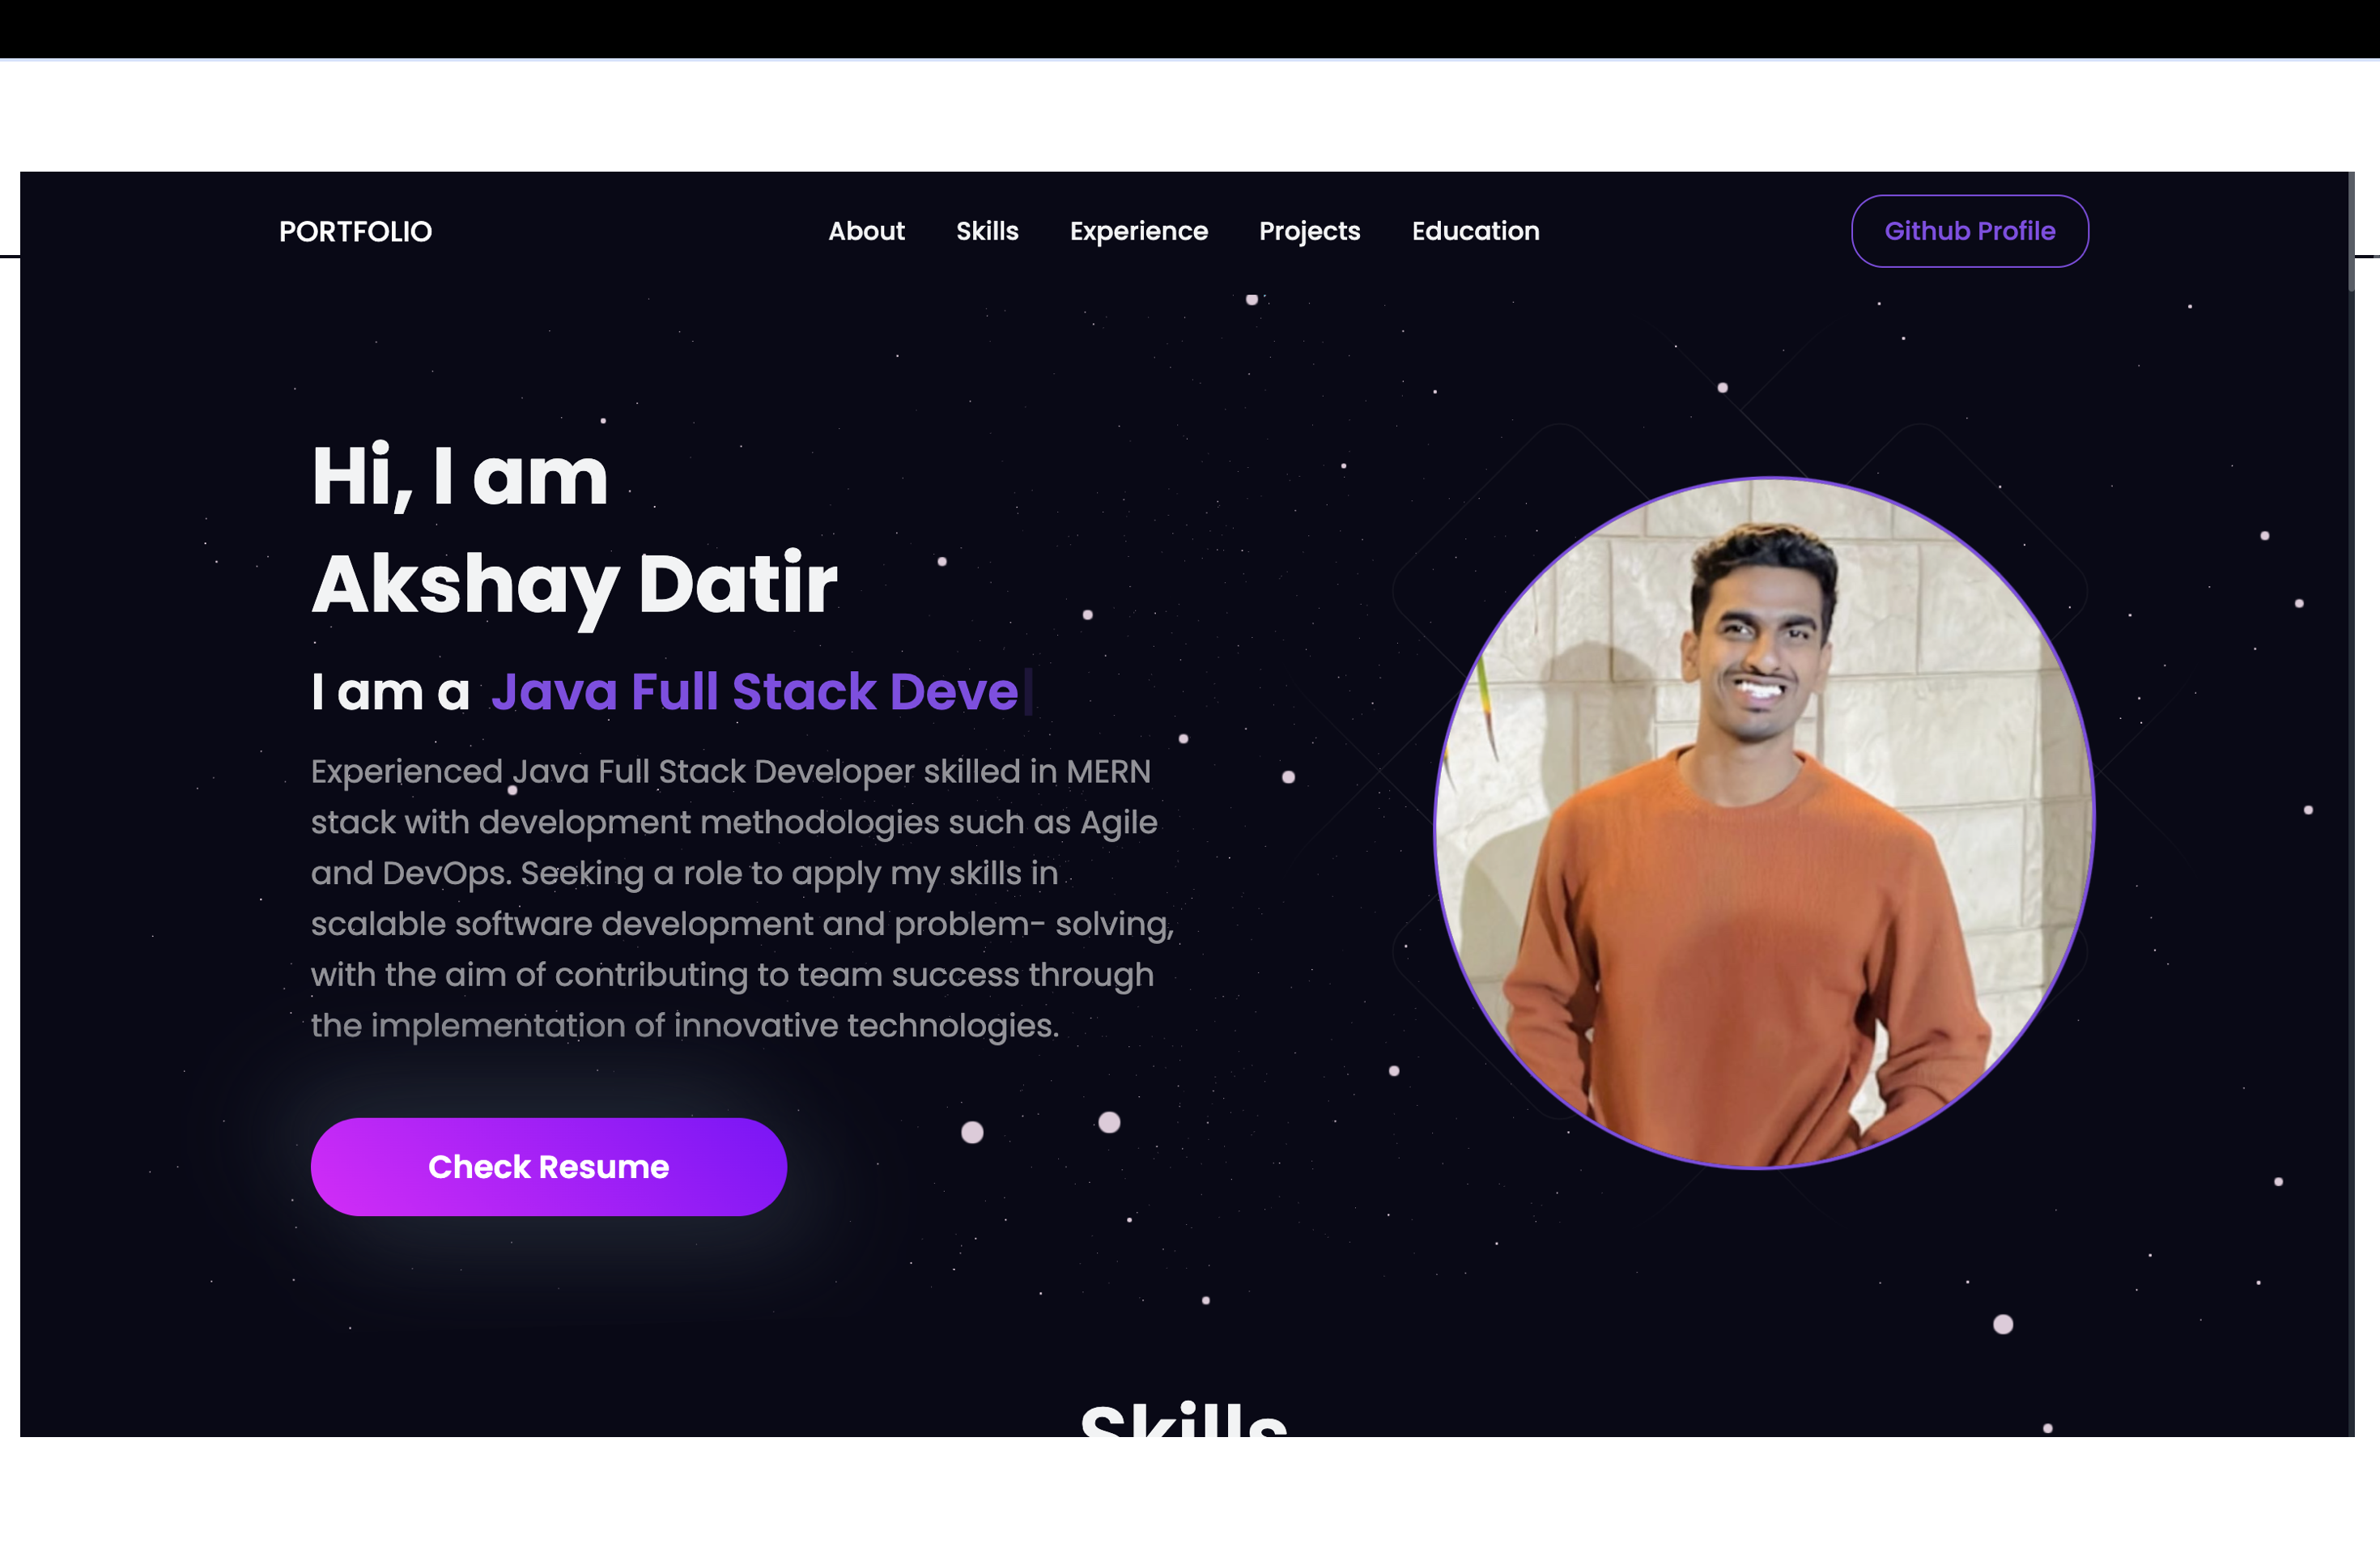 PORTFOLIO
About Skills Experience Projects Education
Github Profile
Hi, I am
Akshay Datir
I am a Java Full Stack Deve
Experienced Java Full Stack Developer skilled in MERN
stack with development methodologies such as Agile
and DevOps. Seeking a role to apply my skills in
scalable software development and problem- solving,
with the aim of contributing to team success through
the implementation of innovative technologies.
Check Resume
Skills